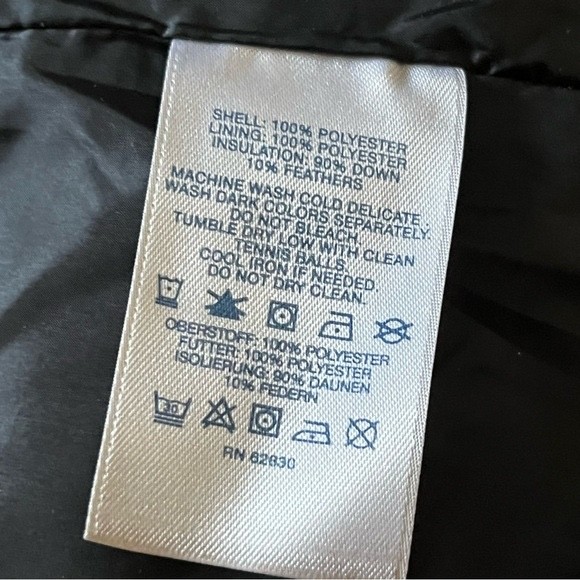 SHELL: 100% POLYESTER
LINING: 100% POLYESTER
INSULATION: 90% DOWN
10% FEATHERS
MACHINE WASH COLD DELICATE.
WASH DARK COLORS SEPARATELY.
DO NOT BLEACH.
TUMBLE DRY LOW WITH CLEAN
TENNIS BALLS.
COOL IRON IF NEEDED.
DO NOT DRY CLEAN.
OBERSTOFF: 100% POLYESTER
FUTTER: 100% POLYESTER
ISOLIERUNG: 90% DAUNEN
10% FEDERN
30
RN 62830